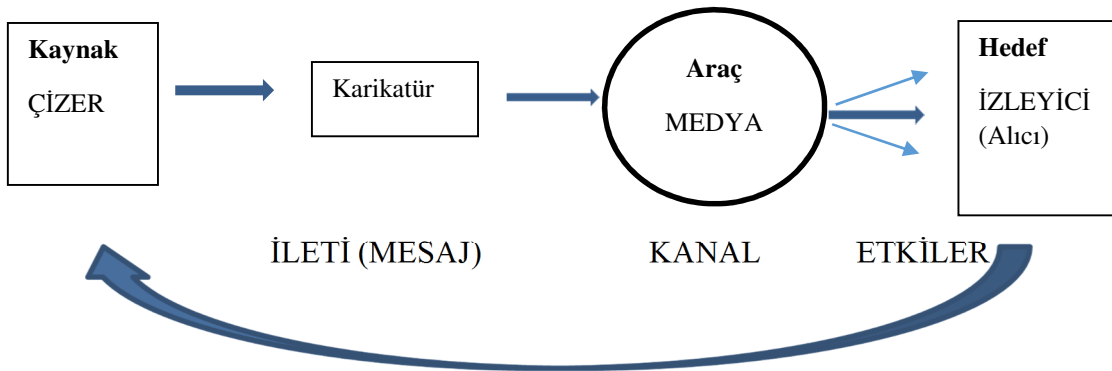 Kaynak
ÇİZER
Karikatür
Araç
MEDYA
Hedef
İZLEYİCİ
(Alıcı)
İLETİ (MESAJ)
KANAL
ETKİLER